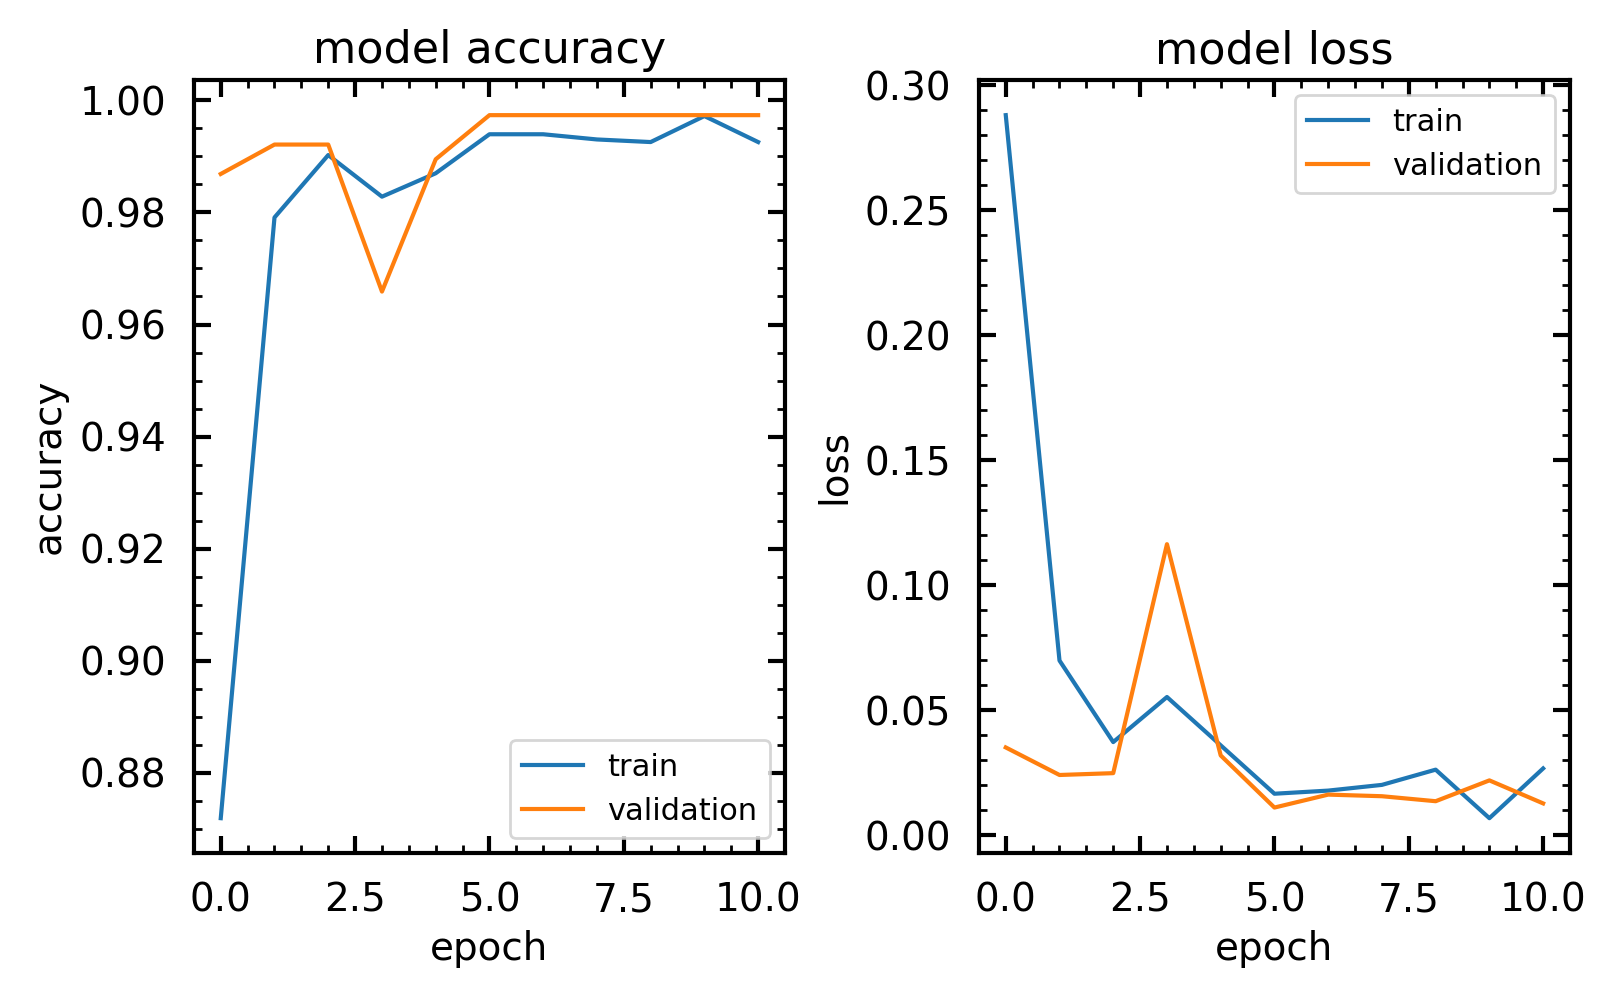 model accuracy
1.00
0.98
0.96
0.94
0.92
0.90
0.88
accuracy
train
validation
0.0 2.5 5.0 7.5 10.0
epoch
model loss
0.30
0.25
0.20
0.15
0.10
0.05
0.00
loss
train
validation
0.0 2.5 5.0 7.5 10.0
epoch